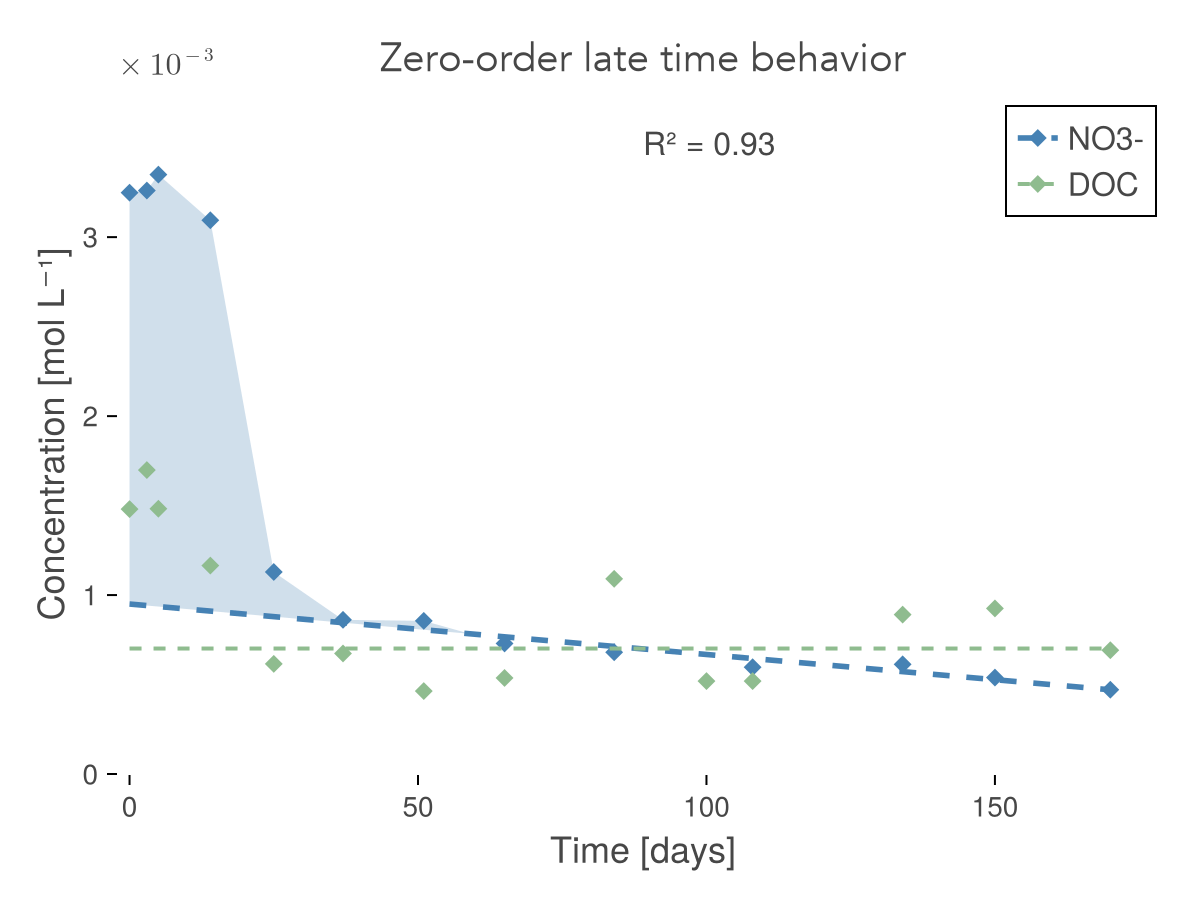 × 10⁻³
Zero-order late time behavior
R² = 0.93
NO3-
DOC
Concentration [mol L⁻¹]
3
2
1
0
0 50 100 150
Time [days]